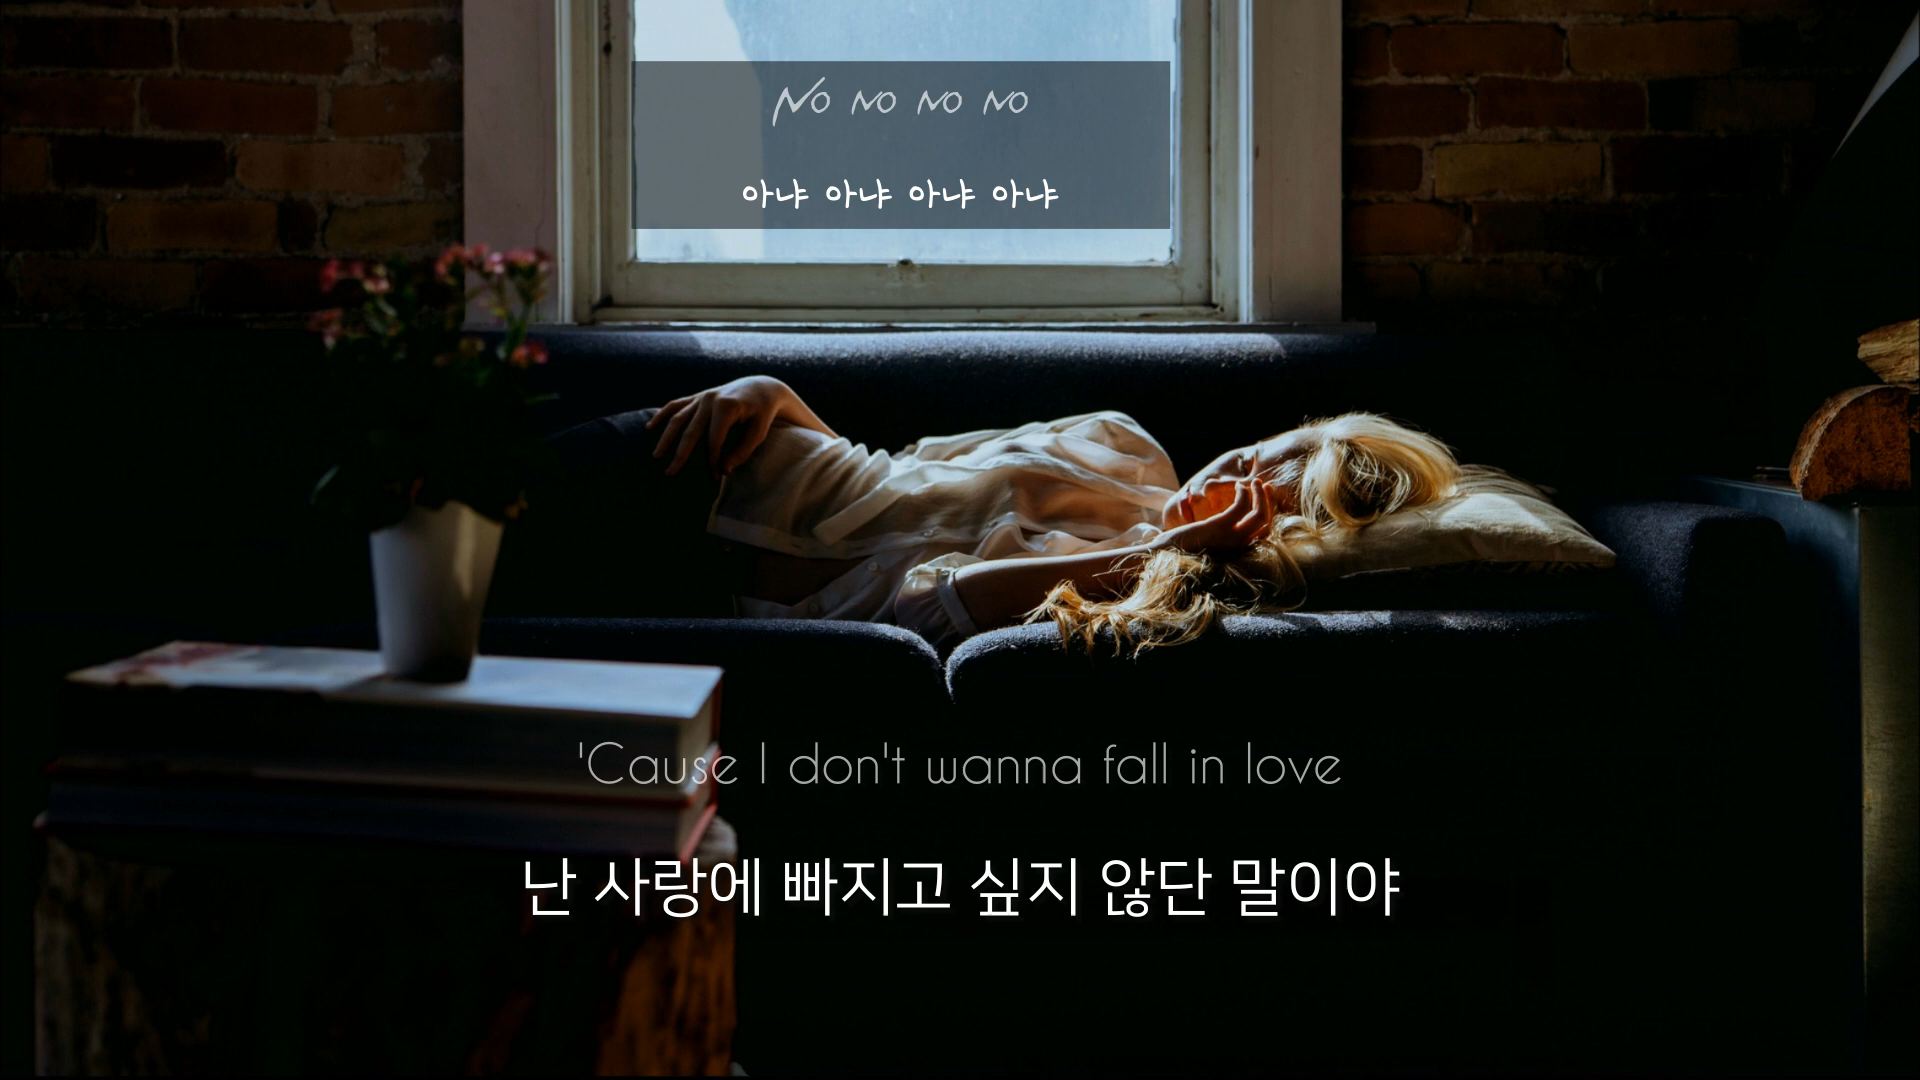 No no no no
아냐 아냐 아냐 아냐
'Cause I don't wanna fall in love
난 사랑에 빠지고 싶지 않단 말이야